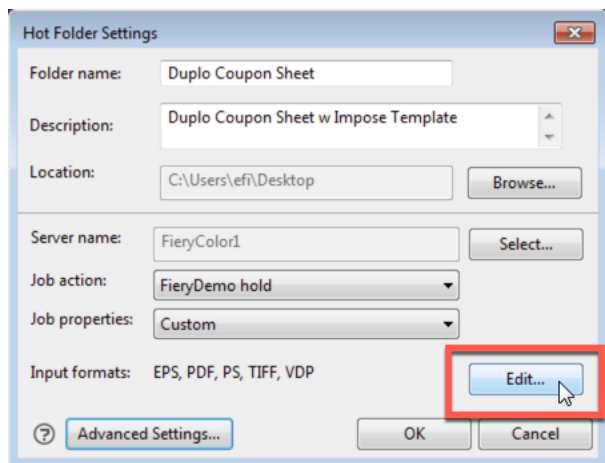 Hot Folder Settings
Folder name: Duplo Coupon Sheet
Description: Duplo Coupon Sheet w Impose Template
Location: C:\Users\efi\Desktop Browse...
Server name: FieryColor1 Select...
Job action: FieryDemo hold
Job properties: Custom
Input formats: EPS, PDF, PS, TIFF, VDP Edit...
? Advanced Settings... OK Cancel